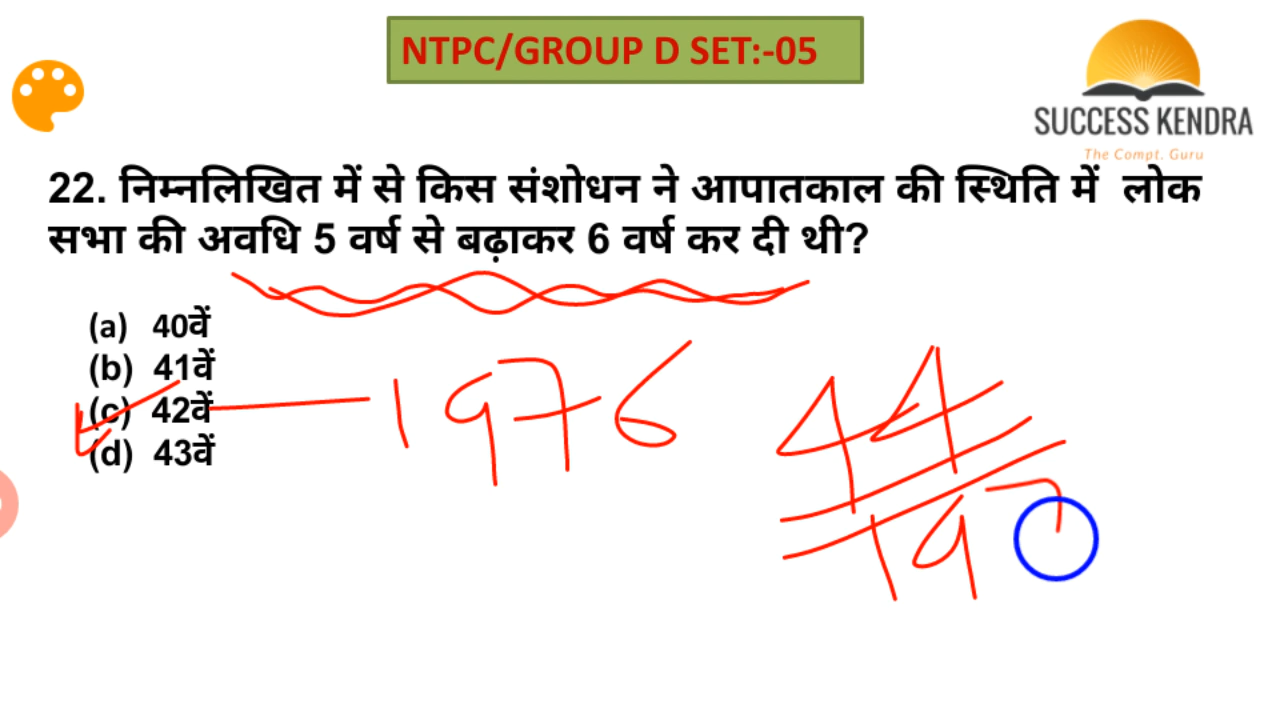 NTPC/GROUP D SET:-05
SUCCESS KENDRA
The Compt. Guru
22. निम्नलिखित में से किस संशोधन ने आपातकाल की स्थिति में लोक
सभा की अवधि 5 वर्ष से बढ़ाकर 6 वर्ष कर दी थी?
(a) 40वें
(b) 41वें
(c) 42वें
(d) 43वें
1976
44
197